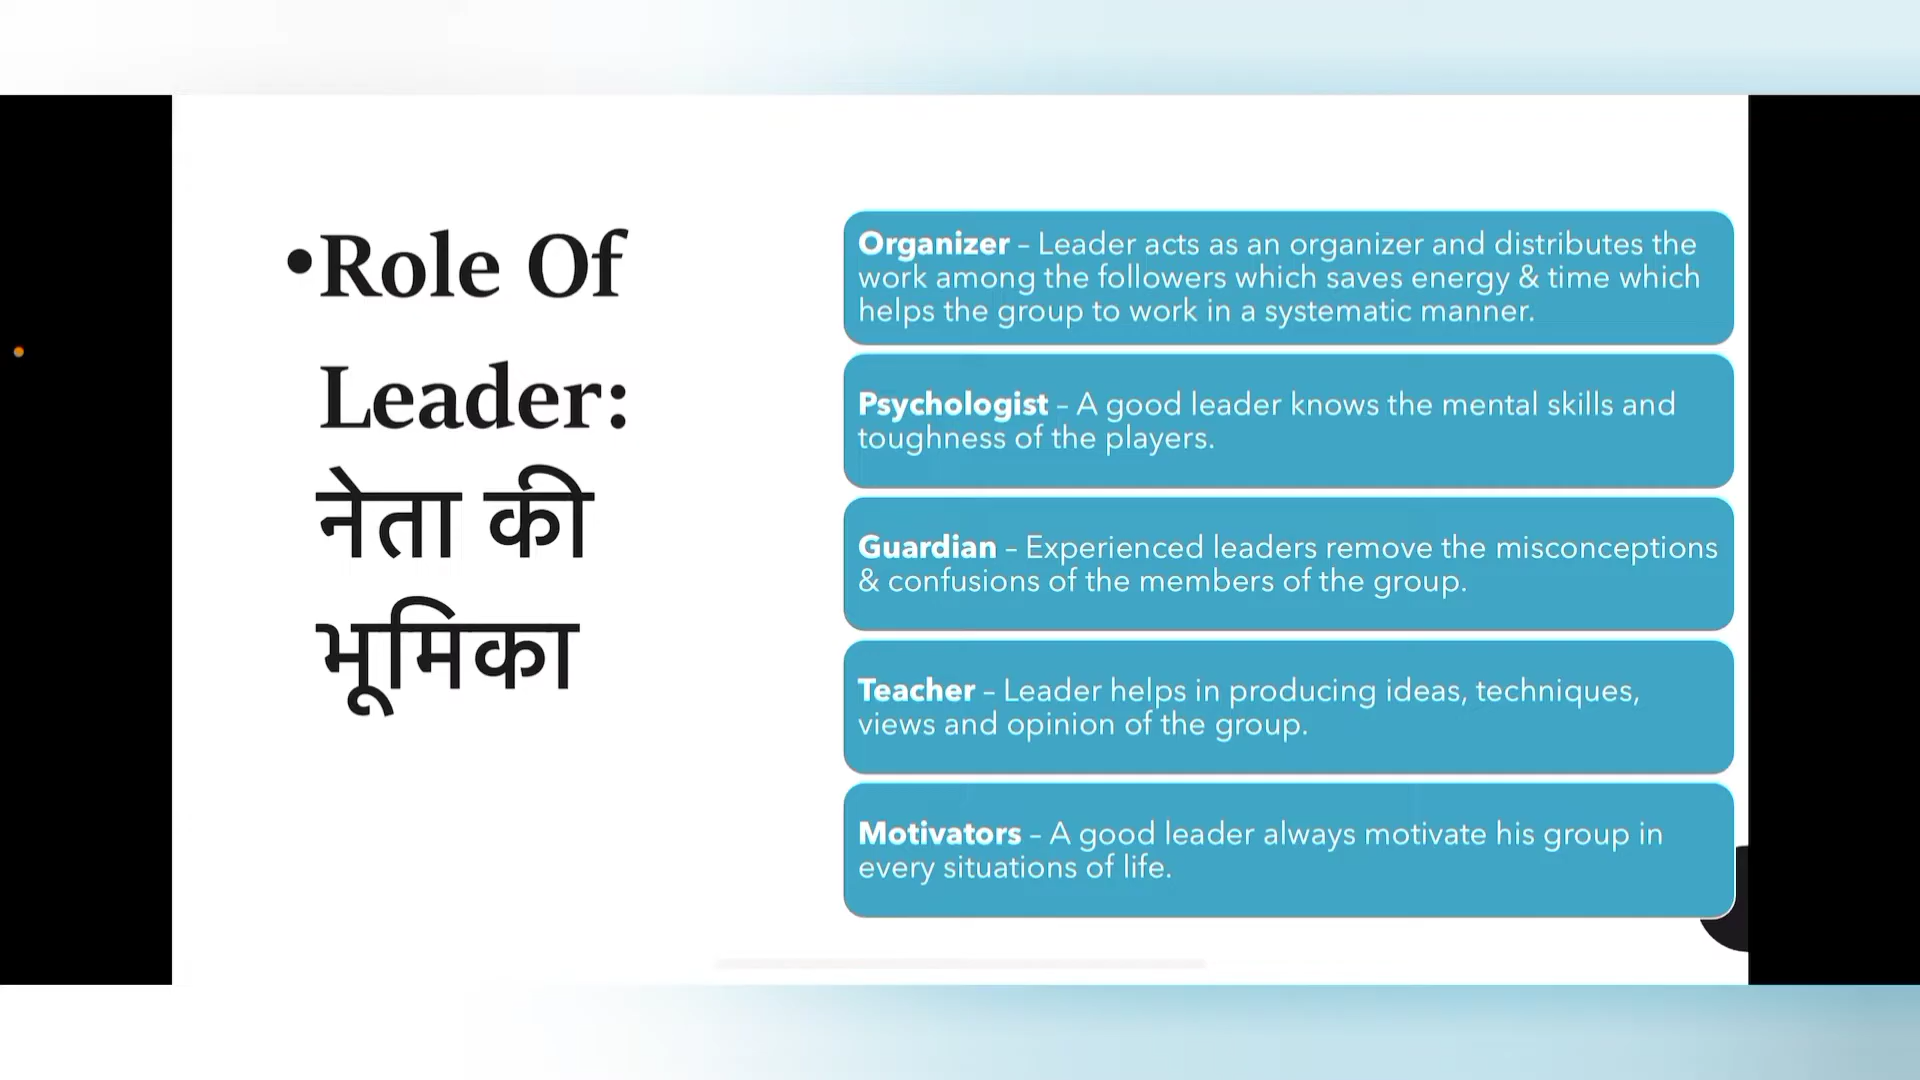 •Role Of
Leader:
नेता की
भूमिका
Organizer – Leader acts as an organizer and distributes the
work among the followers which saves energy & time which
helps the group to work in a systematic manner.
Psychologist – A good leader knows the mental skills and
toughness of the players.
Guardian – Experienced leaders remove the misconceptions
& confusions of the members of the group.
Teacher – Leader helps in producing ideas, techniques,
views and opinion of the group.
Motivators – A good leader always motivate his group in
every situations of life.